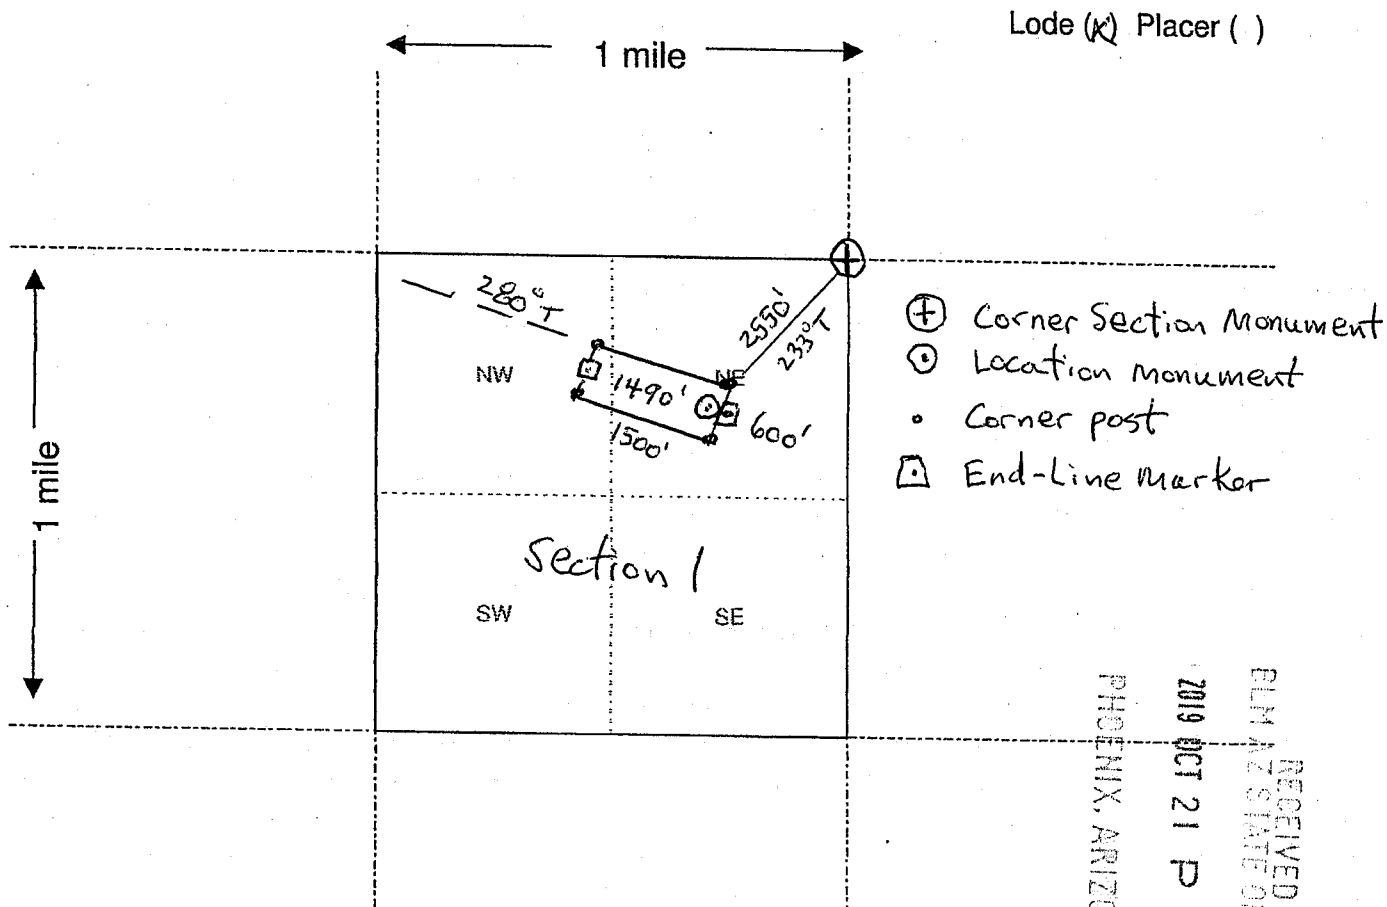 Lode (X) Placer ( )
1 mile
1 mile
280° T
2550'
233° T
NW
NE
1490'
1500'
600'
Section 1
SW
SE
Corner Section Monument
Location Monument
Corner post
End-Line Marker
RECEIVED
BLM AZ STATE
2019 OCT 21 P
PHOENIX,